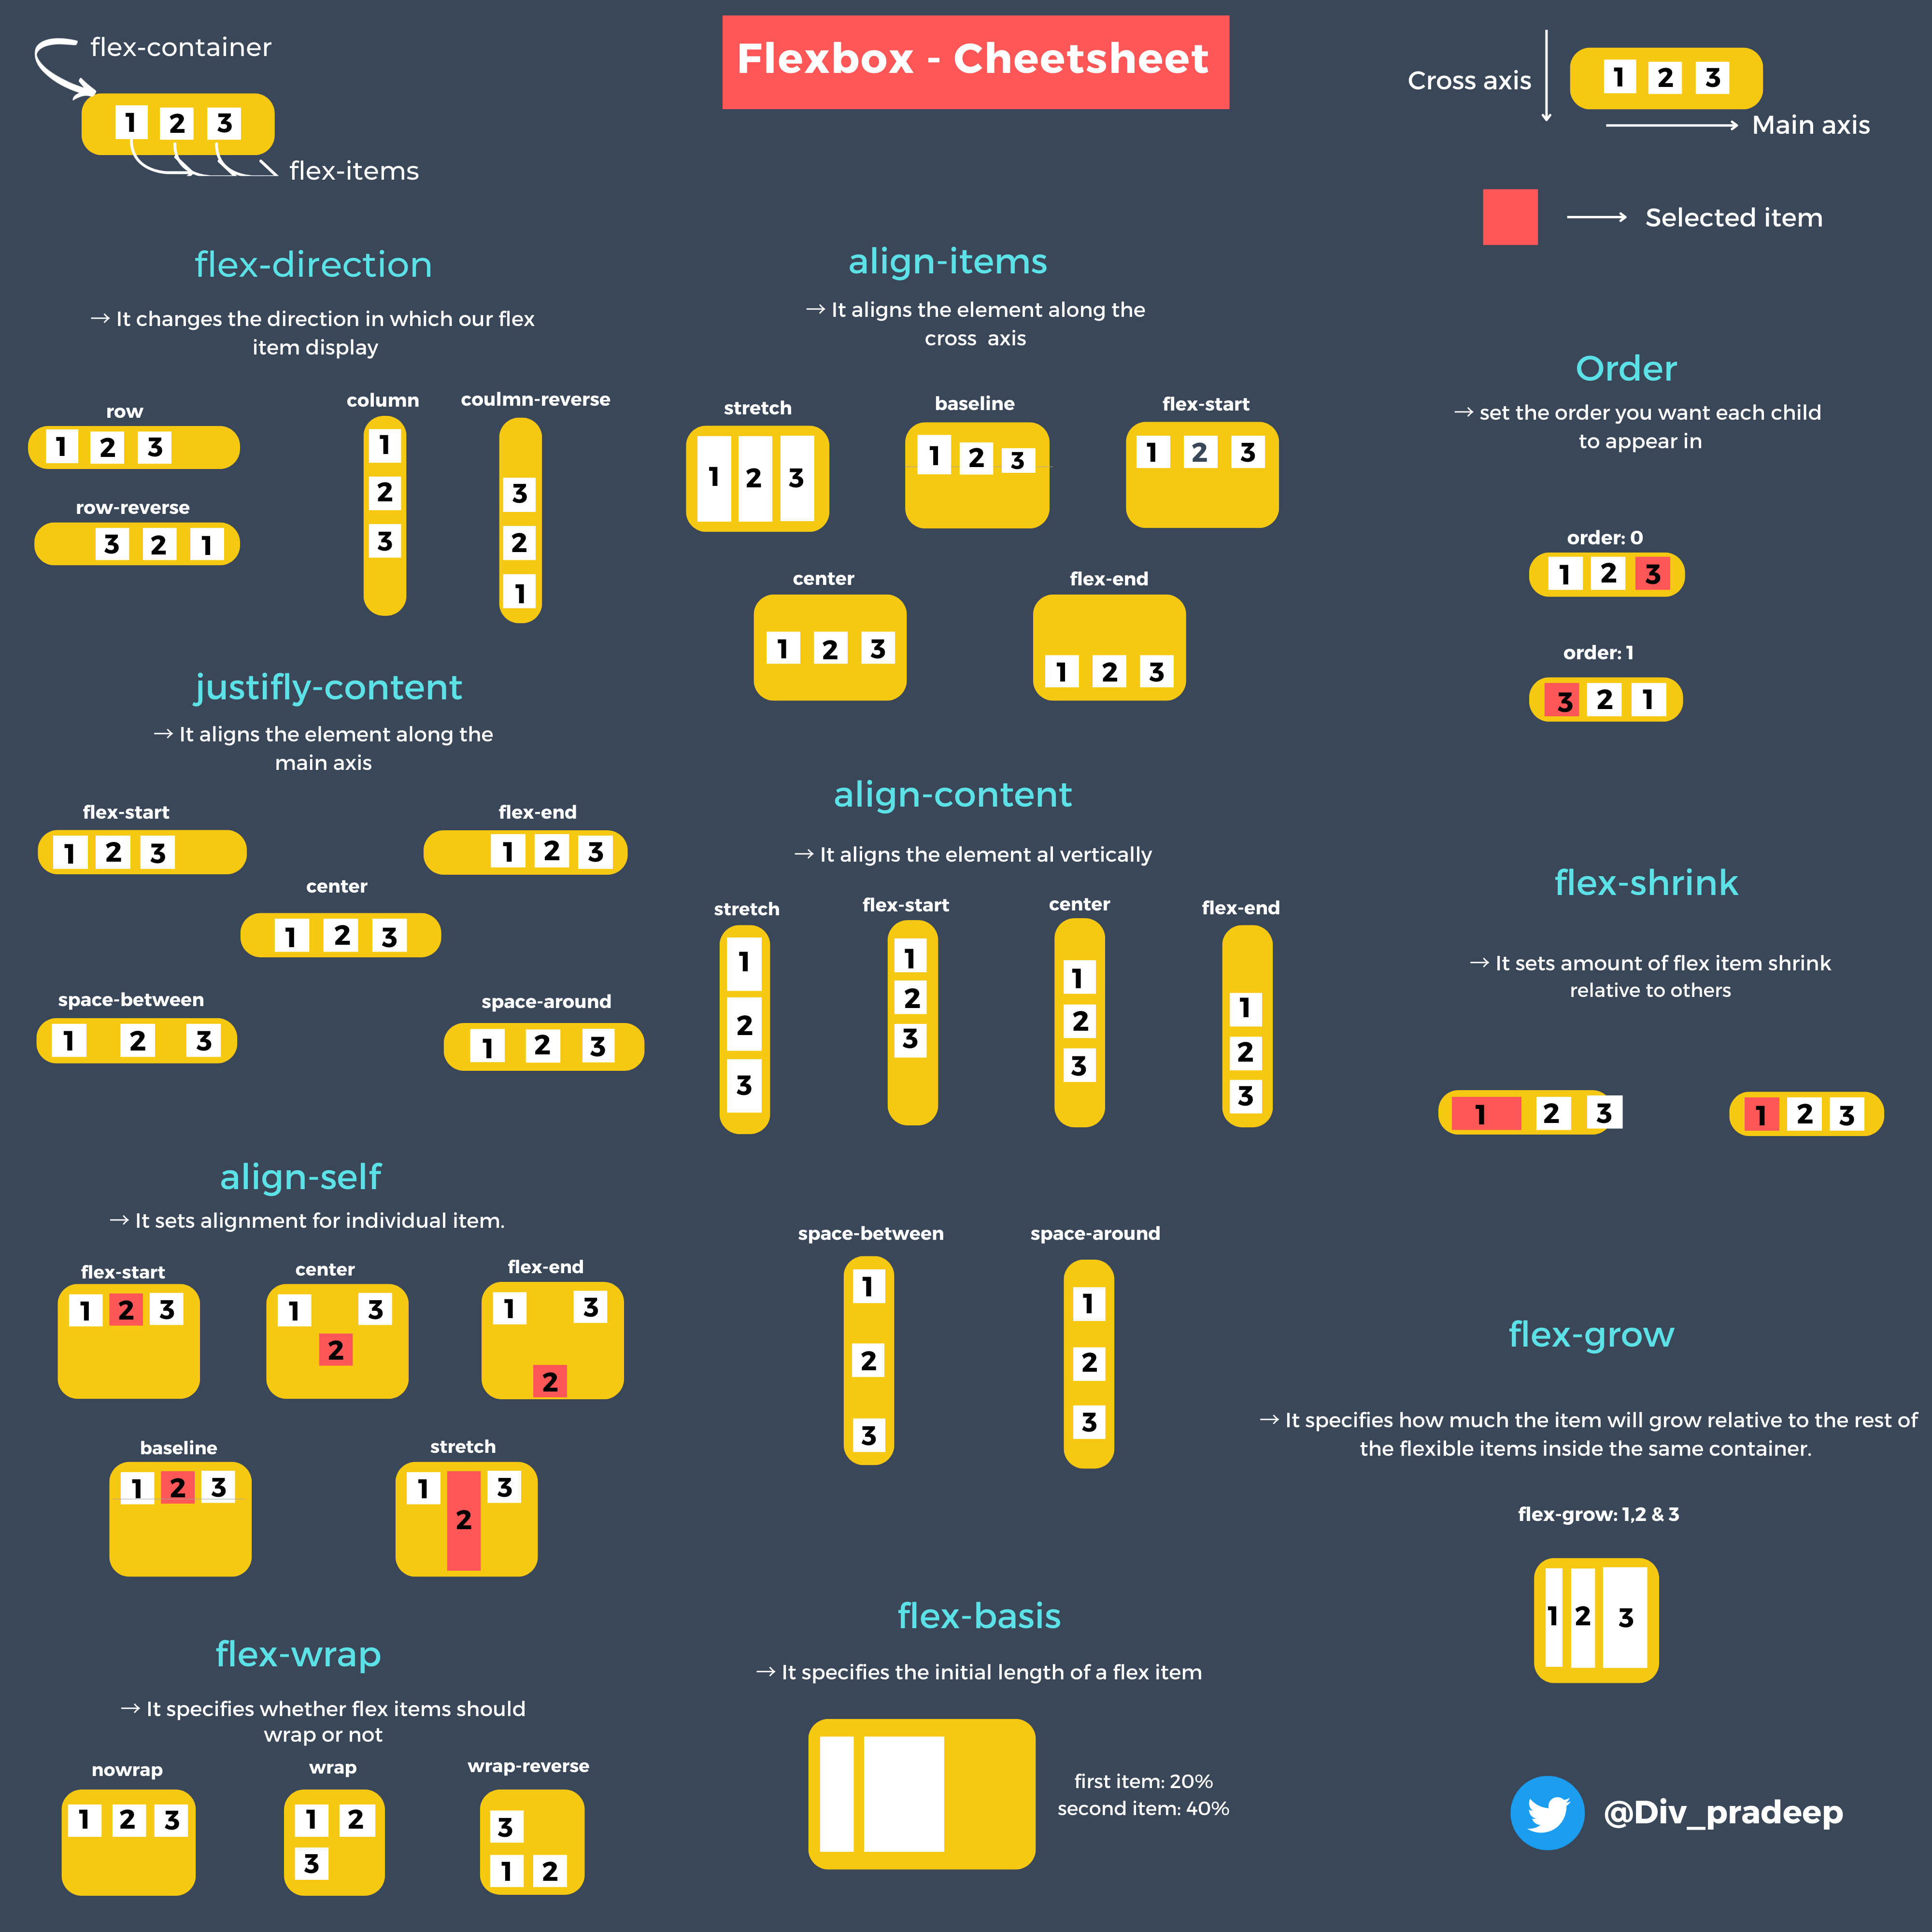 flex-container
1 2 3
flex-items
Flexbox - Cheetsheet
Cross axis
1 2 3
Main axis
→ Selected item
flex-direction
→ It changes the direction in which our flex
item display
row
1 2 3
row-reverse
3 2 1
column
1
2
3
coulmn-reverse
3
2
1
align-items
→ It aligns the element along the
cross axis
stretch
1 2 3
baseline
1 2 3
flex-start
1 2 3
center
1 2 3
flex-end
1 2 3
Order
→ set the order you want each child
to appear in
order: 0
1 2 3
order: 1
3 2 1
justifly-content
→ It aligns the element along the
main axis
flex-start
1 2 3
flex-end
1 2 3
center
1 2 3
space-between
1 2 3
space-around
1 2 3
align-content
→ It aligns the element al vertically
stretch
1
2
3
flex-start
1
2
3
center
1
2
3
flex-end
1
2
3
space-between
1
2
3
space-around
1
2
3
flex-shrink
→ It sets amount of flex item shrink
relative to others
1 2 3
1 2 3
align-self
→ It sets alignment for individual item.
flex-start
1 2 3
center
1 3
2
flex-end
1 3
2
baseline
1 2 3
stretch
1 2 3
flex-grow
→ It specifies how much the item will grow relative to the rest of
the flexible items inside the same container.
flex-grow: 1,2 & 3
1 2 3
flex-wrap
→ It specifies whether flex items should
wrap or not
nowrap
1 2 3
wrap
1 2
3
wrap-reverse
3
1 2
flex-basis
→ It specifies the initial length of a flex item
first item: 20%
second item: 40%
@Div_pradeep